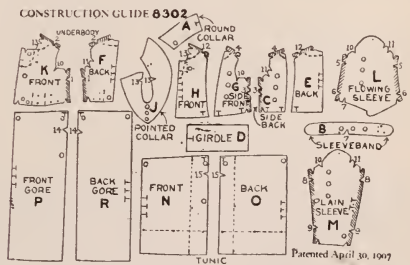 CONSTRUCTION GUIDE 8302
UNDERBODY
A
ROUND
COLLAR
K
FRONT
F
BACK
J
POINTED
COLLAR
H
FRONT
G
SIDE
FRONT
C
SIDE
BACK
E
BACK
L
FLOWING
SLEEVE
GIRDLE D
B
SLEEVEBAND
FRONT
GORE
P
BACK
GORE
R
FRONT
N
BACK
O
PLAIN
SLEEVE
M
TUNIC
Patented April 30, 1907